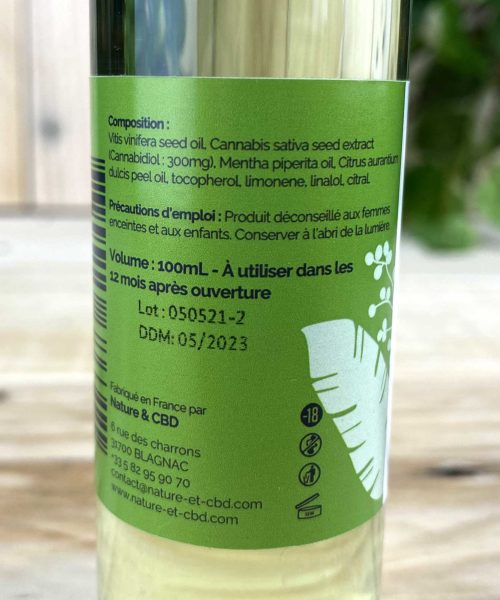 Composition :
Vitis vinifera seed oil, Cannabis sativa seed extract
(Cannabidiol : 300mg), Mentha piperita oil, Citrus aurantium
dulcis peel oil, tocopherol, limonene, linalol, citral.
Précautions d'emploi : Produit déconseillé aux femmes
enceintes et aux enfants. Conserver à l'abri de la lumière.
Volume : 100mL - À utiliser dans les
12 mois après ouverture
Lot : 050521-2
DDM: 05/2023
Fabriqué en France par
Nature & CBD
6 rue des charrons
31700 BLAGNAC
+33 5 82 95 90 70
contact@nature-et-cbd.com
www.nature-et-cbd.com
-18